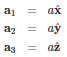 a₁ = ax̂
a₂ = aŷ
a₃ = aẑ